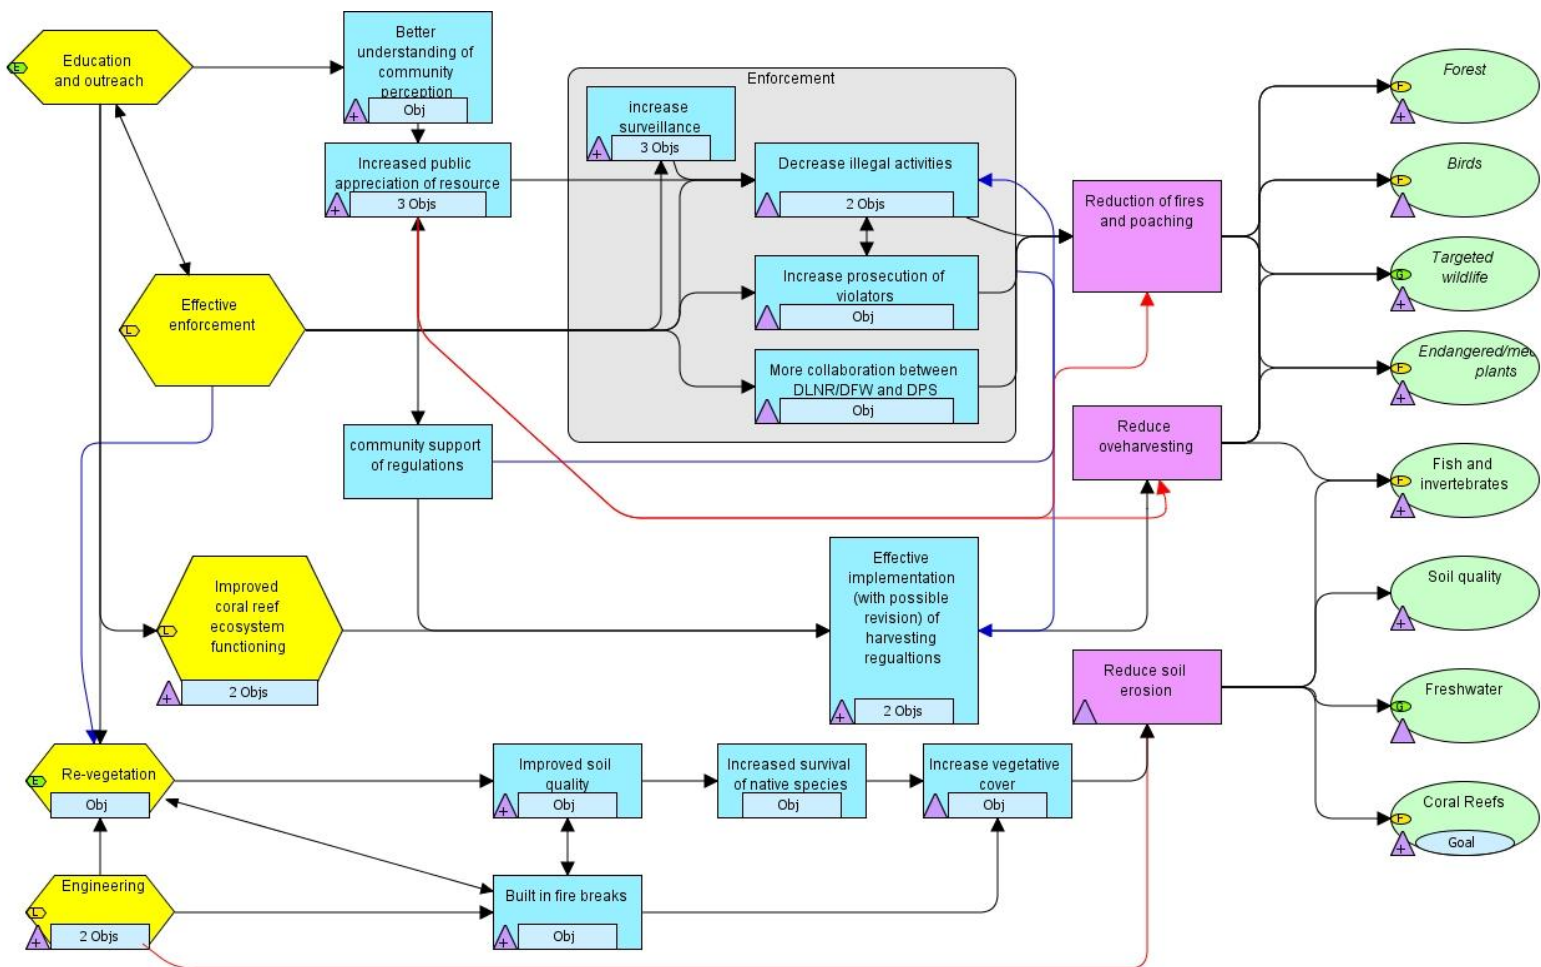 Education
and outreach
E
Better
understanding of
community
perception
Obj
Increased public
appreciation of resource
3 Objs
Enforcement
increase
surveillance
3 Objs
Decrease illegal activities
2 Objs
Increase prosecution of
violators
Obj
More collaboration between
DLNR/DFW and DPS
Obj
Reduction of fires
and poaching
Forest
F
Birds
F
Targeted
wildlife
G
Endangered/med
plants
F
Effective
enforcement
L
community support
of regulations
Reduce
oveharvesting
Fish and
invertebrates
F
Improved
coral reef
ecosystem
functioning
L
2 Objs
Effective
implementation
(with possible
revision) of
harvesting
regualtions
2 Objs
Soil quality
Reduce soil
erosion
Freshwater
G
Re-vegetation
E
Obj
Improved soil
quality
Obj
Increased survival
of native species
Obj
Increase vegetative
cover
Obj
Coral Reefs
F
Goal
Engineering
L
2 Objs
Built in fire breaks
Obj